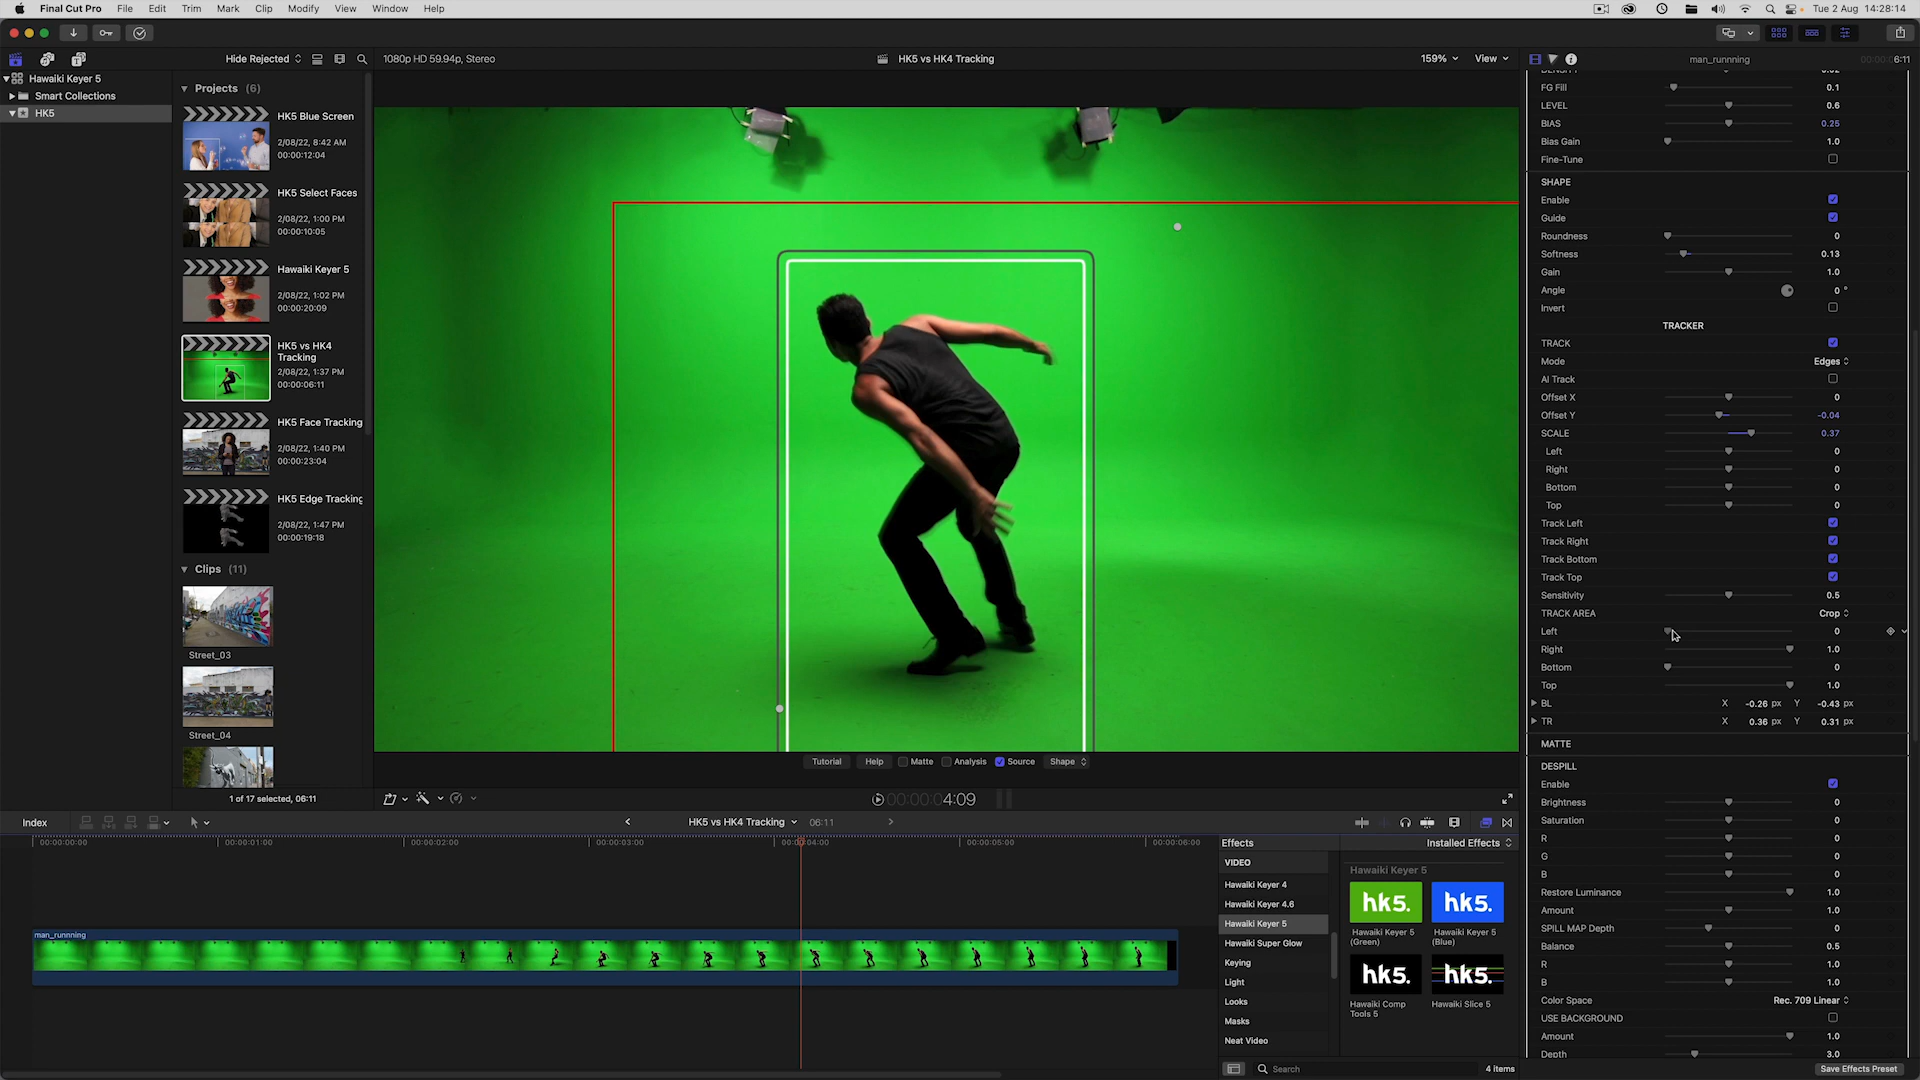 Final Cut Pro File Edit Trim Mark Clip Modify View Window Help
Tue 2 Aug 14:28:14
Hide Rejected
1080p HD 59.94p, Stereo
HK5 vs HK4 Tracking
159%
View
man_runnning
6:11
Hawaiki Keyer 5
Smart Collections
HK5
Projects (6)
HK5 Blue Screen
2/08/22, 8:42 AM
00:00:12:04
HK5 Select Faces
2/08/22, 1:00 PM
00:00:10:05
Hawaiki Keyer 5
2/08/22, 1:02 PM
00:00:20:09
HK5 vs HK4
Tracking
2/08/22, 1:37 PM
00:00:06:11
HK5 Face Tracking
2/08/22, 1:40 PM
00:00:23:04
HK5 Edge Tracking
2/08/22, 1:47 PM
00:00:19:18
Clips (11)
Street_03
Street_04
1 of 17 selected, 06:11
Tutorial Help Matte Analysis Source Shape
00:00:04:09
FG Fill 0.1
LEVEL 0.6
BIAS 0.25
Bias Gain 1.0
Fine-Tune
SHAPE
Enable
Guide
Roundness 0
Softness 0.13
Gain 1.0
Angle 0 °
Invert
TRACKER
TRACK
Mode Edges
AI Track
Offset X 0
Offset Y -0.04
SCALE 0.37
Left 0
Right 0
Bottom 0
Top 0
Track Left
Track Right
Track Bottom
Track Top
Sensitivity 0.5
TRACK AREA Crop
Left 0
Right 1.0
Bottom 0
Top 1.0
BL X -0.26 px Y -0.43 px
TR X 0.36 px Y 0.31 px
MATTE
DESPILL
Enable
Brightness 0
Saturation 0
R 0
G 0
B 0
Restore Luminance 1.0
Amount 1.0
SPILL MAP Depth 0
Balance 0.5
R 1.0
B 1.0
Color Space Rec. 709 Linear
USE BACKGROUND
Amount 1.0
Depth 3.0
Save Effects Preset
Index
HK5 vs HK4 Tracking 06:11
00:00:00:00 00:00:01:00 00:00:02:00 00:00:03:00 00:00:04:00 00:00:05:00 00:00:06:00
man_runnning
Effects
Installed Effects
VIDEO
Hawaiki Keyer 4
Hawaiki Keyer 4.6
Hawaiki Keyer 5
Hawaiki Super Glow
Keying
Light
Looks
Masks
Neat Video
Hawaiki Keyer 5
hk5. hk5.
Hawaiki Keyer 5
(Green)
Hawaiki Keyer 5
(Blue)
hk5. hk5.
Hawaiki Comp
Tools 5
Hawaiki Slice 5
Search
4 items